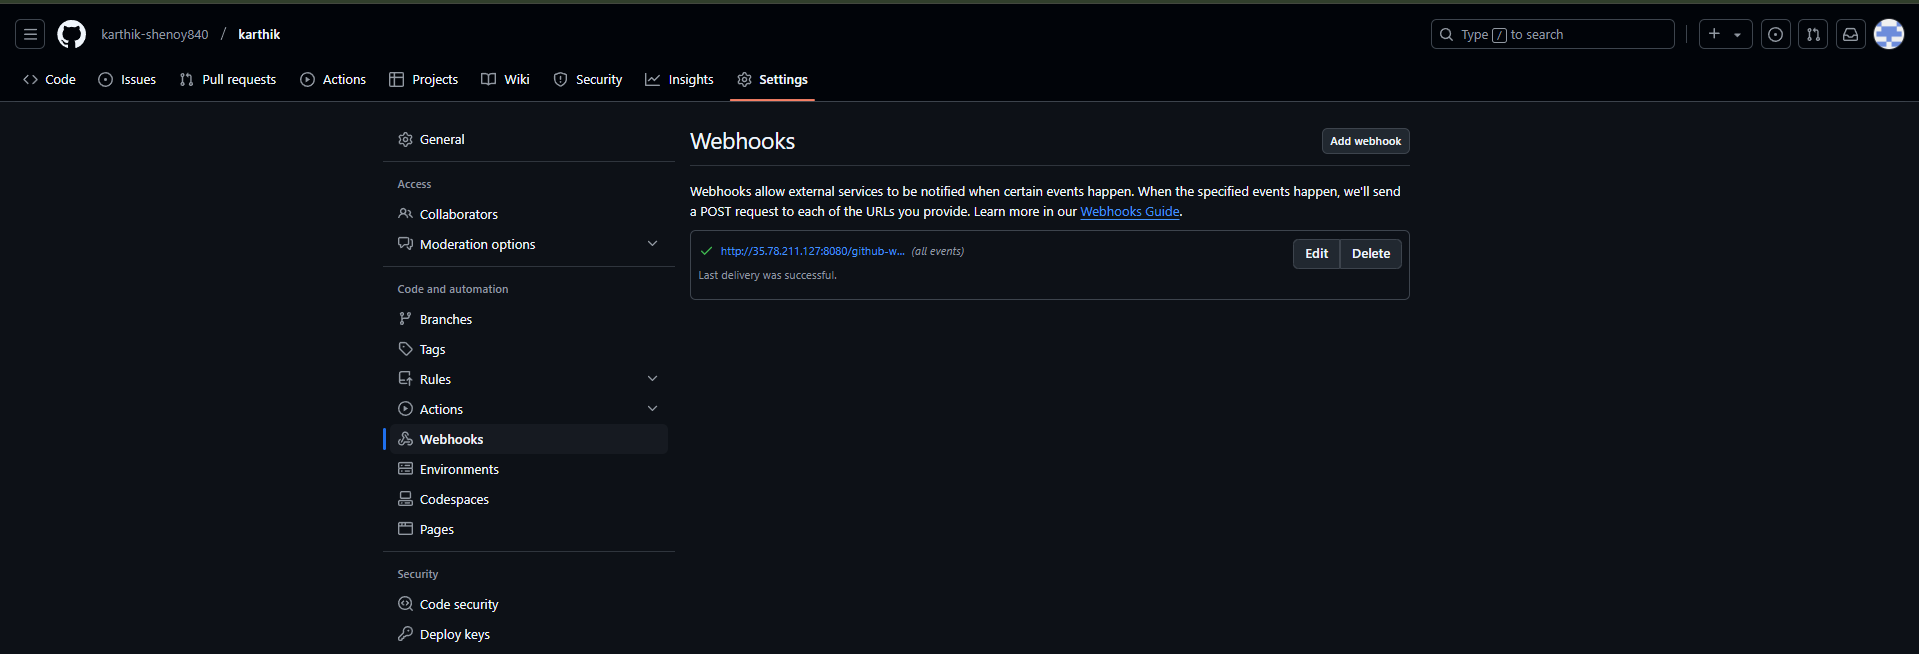 karthik-shenoy840 / karthik
Type / to search
Code Issues Pull requests Actions Projects Wiki Security Insights Settings
General
Access
Collaborators
Moderation options
Code and automation
Branches
Tags
Rules
Actions
Webhooks
Environments
Codespaces
Pages
Security
Code security
Deploy keys
Webhooks
Add webhook
Webhooks allow external services to be notified when certain events happen. When the specified events happen, we'll send
a POST request to each of the URLs you provide. Learn more in our Webhooks Guide.
http://35.78.211.127:8080/github-w... (all events)
Edit Delete
Last delivery was successful.